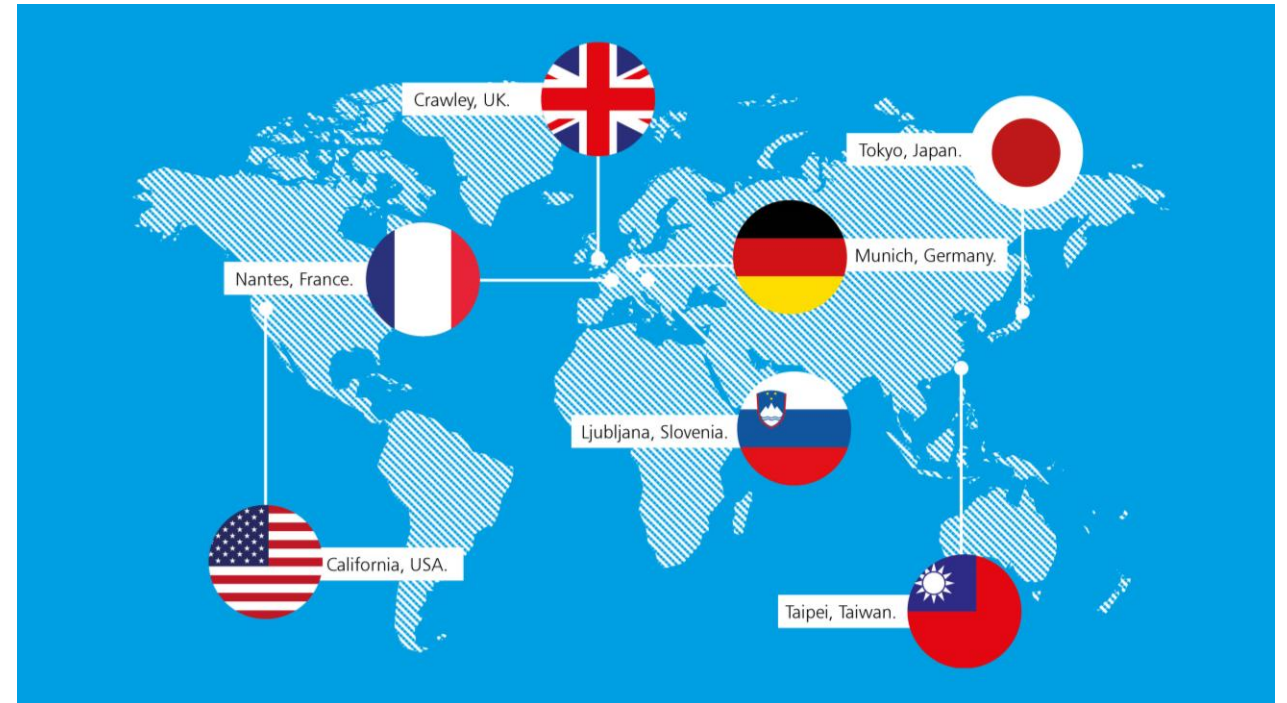 Crawley, UK.
Tokyo, Japan.
Munich, Germany.
Nantes, France.
Ljubljana, Slovenia.
California, USA.
Taipei, Taiwan.